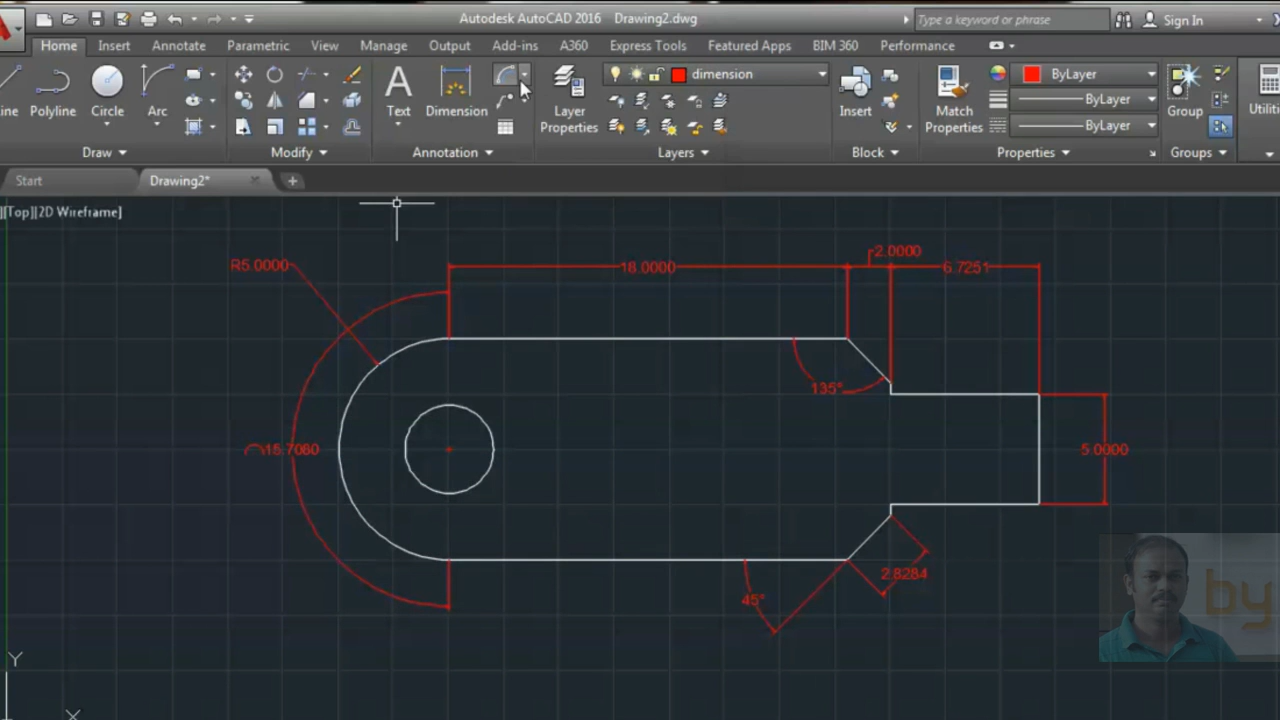 Autodesk AutoCAD 2016 Drawing2.dwg
Type a keyword or phrase
Sign In
Home Insert Annotate Parametric View Manage Output Add-ins A360 Express Tools Featured Apps BIM 360 Performance
dimension
ByLayer
ByLayer
ByLayer
Polyline Circle Arc
Text Dimension
Layer
Properties
Insert
Match
Properties
Group
Draw Modify Annotation Layers Block Properties Groups
Start Drawing2*
][Top][2D Wireframe]
R5.0000
18.0000
2.0000
6.7251
135°
15.7080
5.0000
45°
2.8284
by
Y
X